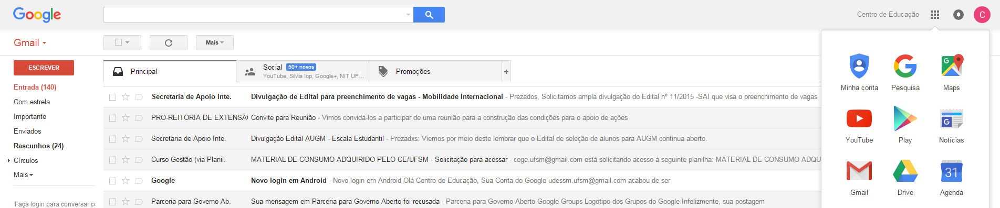 Google
Centro de Educação
C
Gmail
Mais
ESCREVER
Entrada (140)
Com estrela
Importante
Enviados
Rascunhos (24)
Círculos
Mais
Faça login para conversar co
Principal
Social 50+ novos
YouTube, Silvia Iop, Google+, NIT UF...
Promoções
+
Secretaria de Apoio Inte. Divulgação de Edital para preenchimento de vagas - Mobilidade Internacional - Prezados, Solicitamos ampla divulgação do Edital nº 11/2015 -SAI que visa o preenchimento de vagas
PRÓ-REITORIA DE EXTENSÃ Convite para Reunião - Vimos convidá-los a participar de uma reunião para a construção das condições para o apoio de ações
Secretaria de Apoio Inte. Divulgação Edital AUGM - Escala Estudantil - Prezadxs: Viemos por meio deste lembrar que o Edital de seleção de alunos para AUGM continua aberto.
Curso Gestão (via Planil. MATERIAL DE CONSUMO ADQUIRIDO PELO CE/UFSM - Solicitação para acessar - cege.ufsm@gmail.com está solicitando acesso à seguinte planilha: MATERIAL DE CONSUMO ADQU
Google Novo login em Android - Novo login em Android Olá Centro de Educação, Sua Conta do Google udessm.ufsm@gmail.com acabou de ser
Parceria para Governo Ab. Sua mensagem em Parceria para Governo Aberto foi recusada - Parceria para Governo Aberto Google Groups Logotipo dos Grupos do Google Infelizmente, sua postagem
Minha conta
Pesquisa
G
Maps
YouTube
Play
G
Notícias
Gmail
Drive
31
Agenda